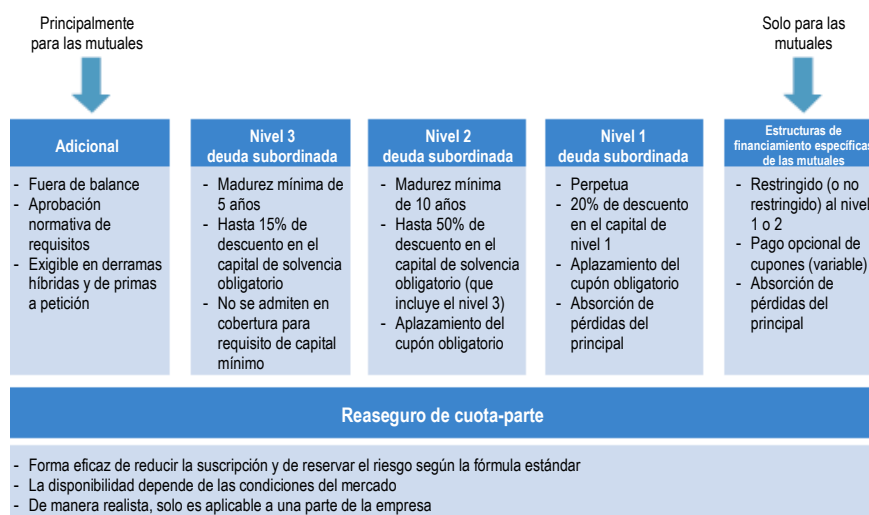 Principalmente
para las mutuales
Solo para las
mutuales
Adicional
- Fuera de balance
- Aprobación
normativa de
requisitos
- Exigible en derramas
híbridas y de primas
a petición
Nivel 3
deuda subordinada
- Madurez mínima de
5 años
- Hasta 15% de
descuento en el
capital de solvencia
obligatorio
- No se admiten en
cobertura para
requisito de capital
mínimo
Nivel 2
deuda subordinada
- Madurez mínima
de 10 años
- Hasta 50% de
descuento en el
capital de solvencia
obligatorio (que
incluye el nivel 3)
- Aplazamiento del
cupón obligatorio
Nivel 1
deuda subordinada
- Perpetua
- 20% de descuento
en el capital de
nivel 1
- Aplazamiento del
cupón obligatorio
- Absorción de
pérdidas del
principal
Estructuras de
financiamiento específicas
de las mutuales
- Restringido (o no
restringido) al nivel
1 o 2
- Pago opcional de
cupones (variable)
- Absorción de
pérdidas del
principal
Reaseguro de cuota-parte
- Forma eficaz de reducir la suscripción y de reservar el riesgo según la fórmula estándar
- La disponibilidad depende de las condiciones del mercado
- De manera realista, solo es aplicable a una parte de la empresa